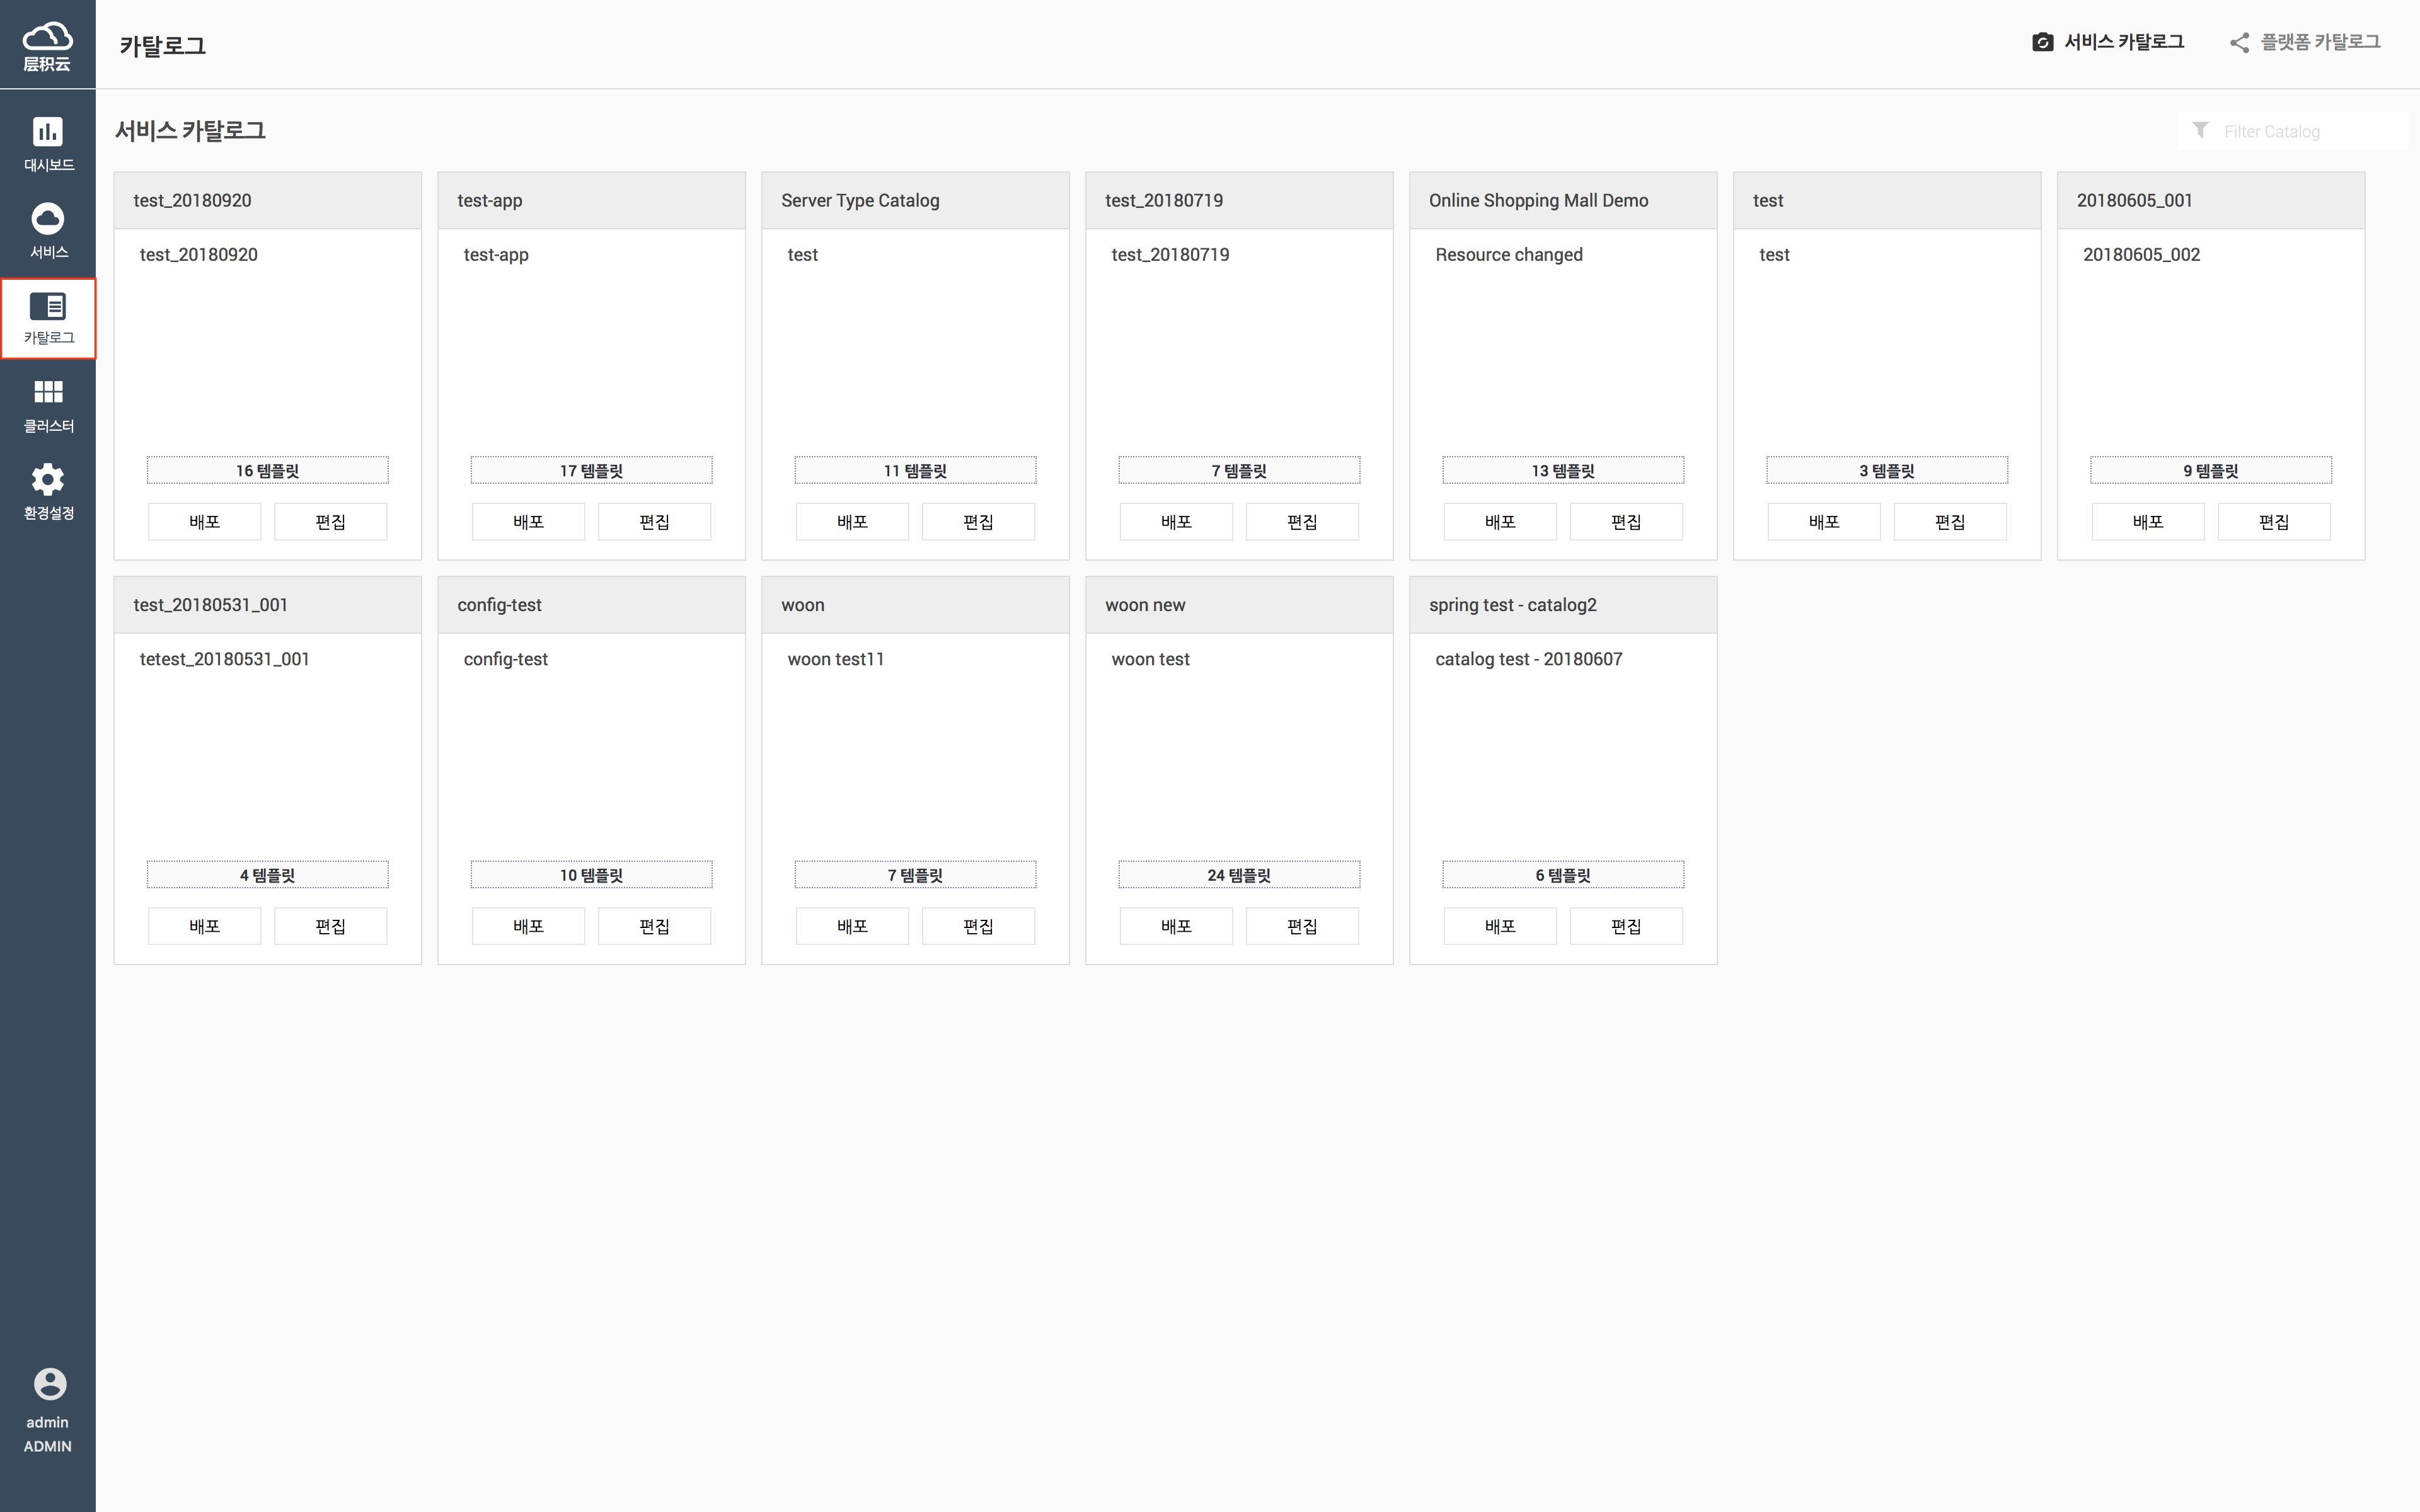 层积云
카탈로그
서비스 카탈로그
플랫폼 카탈로그
대시보드
서비스
카탈로그
클러스터
환경설정
admin
ADMIN
서비스 카탈로그
Filter Catalog
test_20180920
test_20180920
16 템플릿
배포 편집
test-app
test-app
17 템플릿
배포 편집
Server Type Catalog
test
11 템플릿
배포 편집
test_20180719
test_20180719
7 템플릿
배포 편집
Online Shopping Mall Demo
Resource changed
13 템플릿
배포 편집
test
test
3 템플릿
배포 편집
20180605_001
20180605_002
9 템플릿
배포 편집
test_20180531_001
tetest_20180531_001
4 템플릿
배포 편집
config-test
config-test
10 템플릿
배포 편집
woon
woon test11
7 템플릿
배포 편집
woon new
woon test
24 템플릿
배포 편집
spring test - catalog2
catalog test - 20180607
6 템플릿
배포 편집